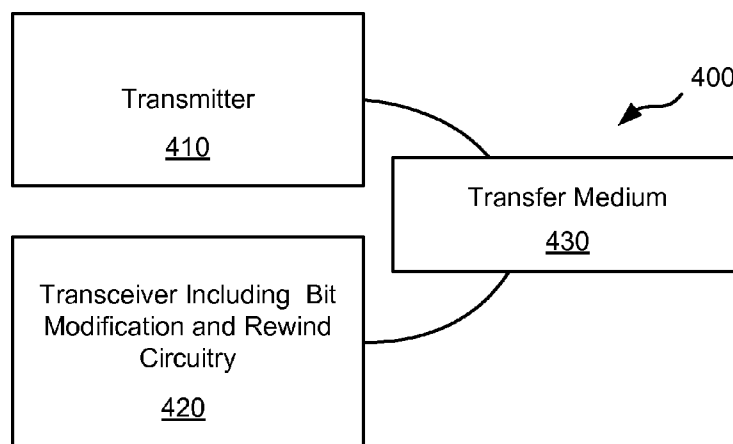 Transmitter
410
400
Transfer Medium
430
Transceiver Including Bit
Modification and Rewind
Circuitry
420